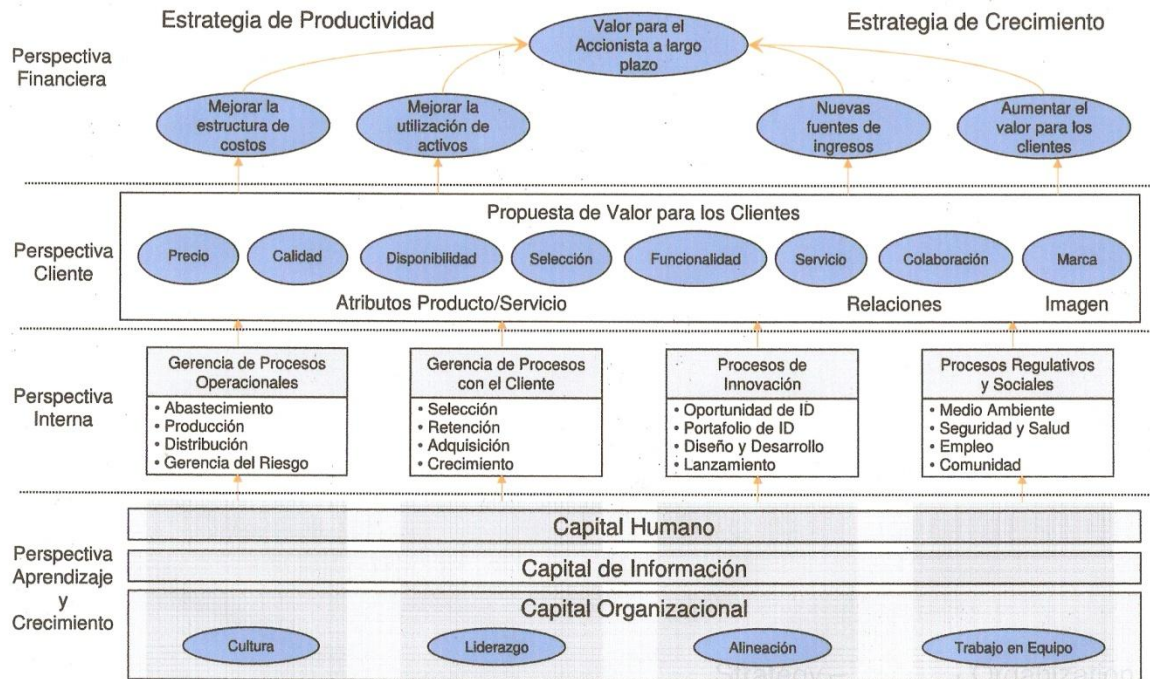 Estrategia de Productividad
Estrategia de Crecimiento
Valor para el
Accionista a largo
plazo
Perspectiva
Financiera
Mejorar la
estructura de
costos
Mejorar la
utilización de
activos
Nuevas
fuentes de
ingresos
Aumentar el
valor para los
clientes
Propuesta de Valor para los Clientes
Perspectiva
Cliente
Precio
Calidad
Disponibilidad
Selección
Funcionalidad
Servicio
Colaboración
Marca
Atributos Producto/Servicio
Relaciones
Imagen
Perspectiva
Interna
Gerencia de Procesos
Operacionales
• Abastecimiento
• Producción
• Distribución
• Gerencia del Riesgo
Gerencia de Procesos
con el Cliente
• Selección
• Retención
• Adquisición
• Crecimiento
Procesos de
Innovación
• Oportunidad de ID
• Portafolio de ID
• Diseño y Desarrollo
• Lanzamiento
Procesos Regulativos
y Sociales
• Medio Ambiente
• Seguridad y Salud
• Empleo
• Comunidad
Perspectiva
Aprendizaje
y
Crecimiento
Capital Humano
Capital de Información
Capital Organizacional
Cultura
Liderazgo
Alineación
Trabajo en Equipo